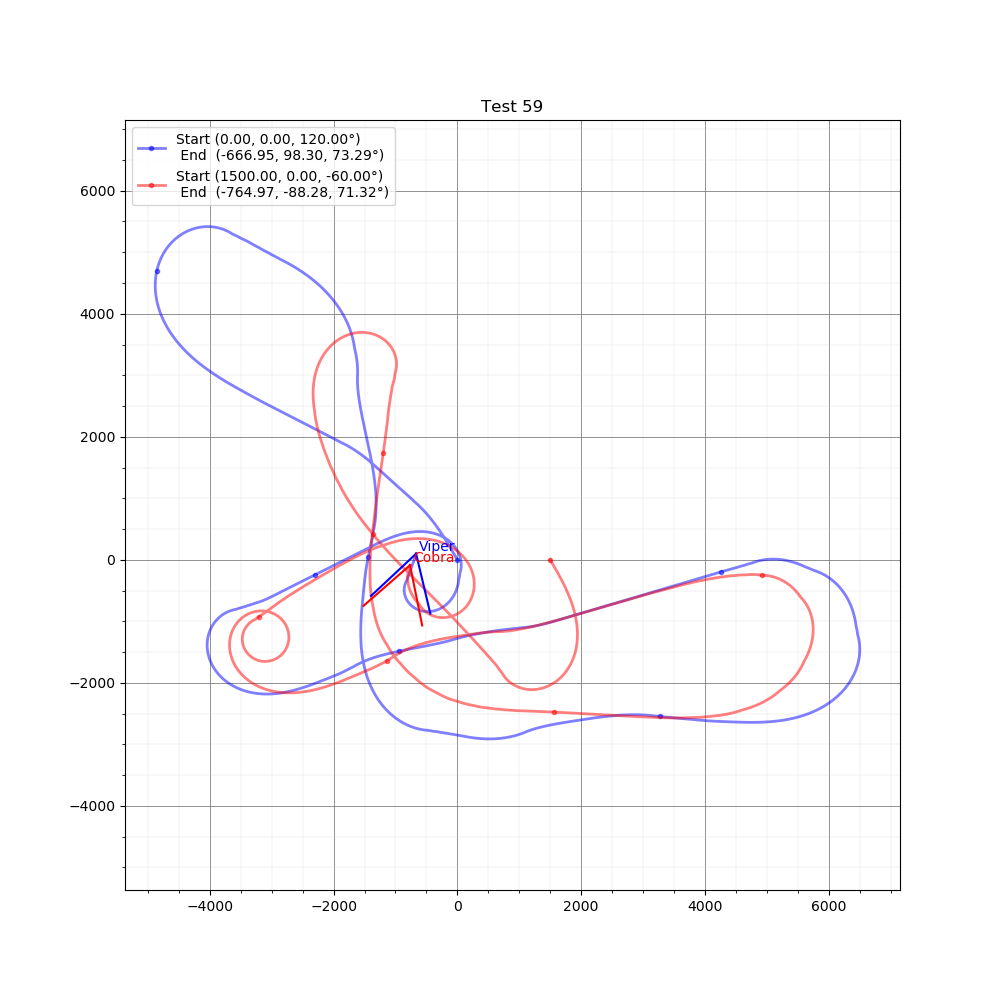 Test 59
Start (0.00, 0.00, 120.00°)
End (-666.95, 98.30, 73.29°)
Start (1500.00, 0.00, -60.00°)
End (-764.97, -88.28, 71.32°)
6000
4000
2000
0
−2000
−4000
Viper
Cobra
−4000
−2000
0
2000
4000
6000